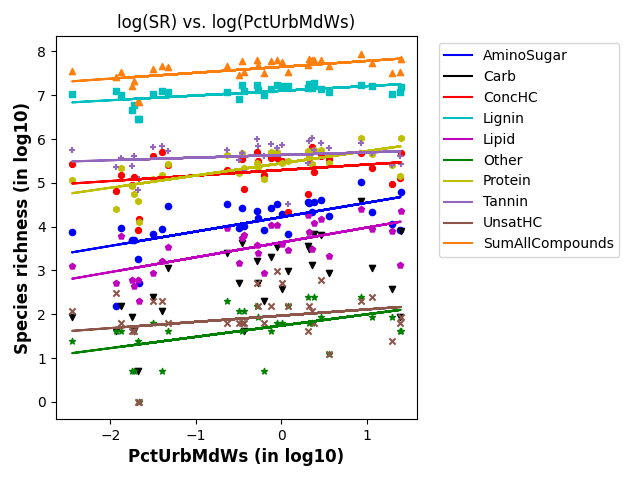 log(SR) vs. log(PctUrbMdWs)
Species richness (in log10)
8
7
6
5
4
3
2
1
0
−2
−1
0
1
PctUrbMdWs (in log10)
AminoSugar
Carb
ConcHC
Lignin
Lipid
Other
Protein
Tannin
UnsatHC
SumAllCompounds